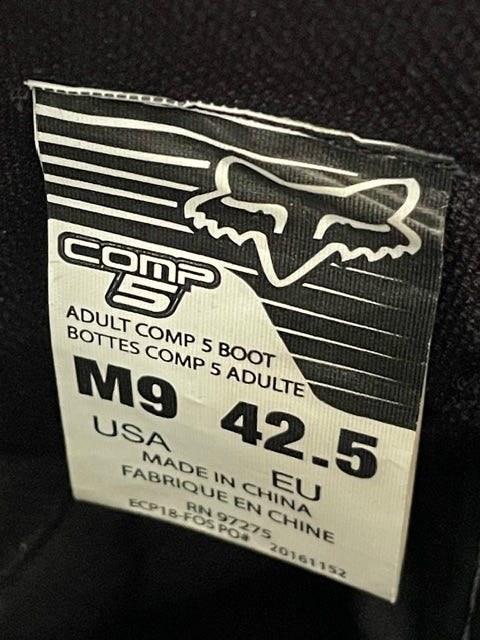 COMP
5
ADULT COMP 5 BOOT
BOTTES COMP 5 ADULTE
M9 42.5
USA EU
MADE IN CHINA
FABRIQUE EN CHINE
RN 97275
ECP18-FOS PO# 20161152